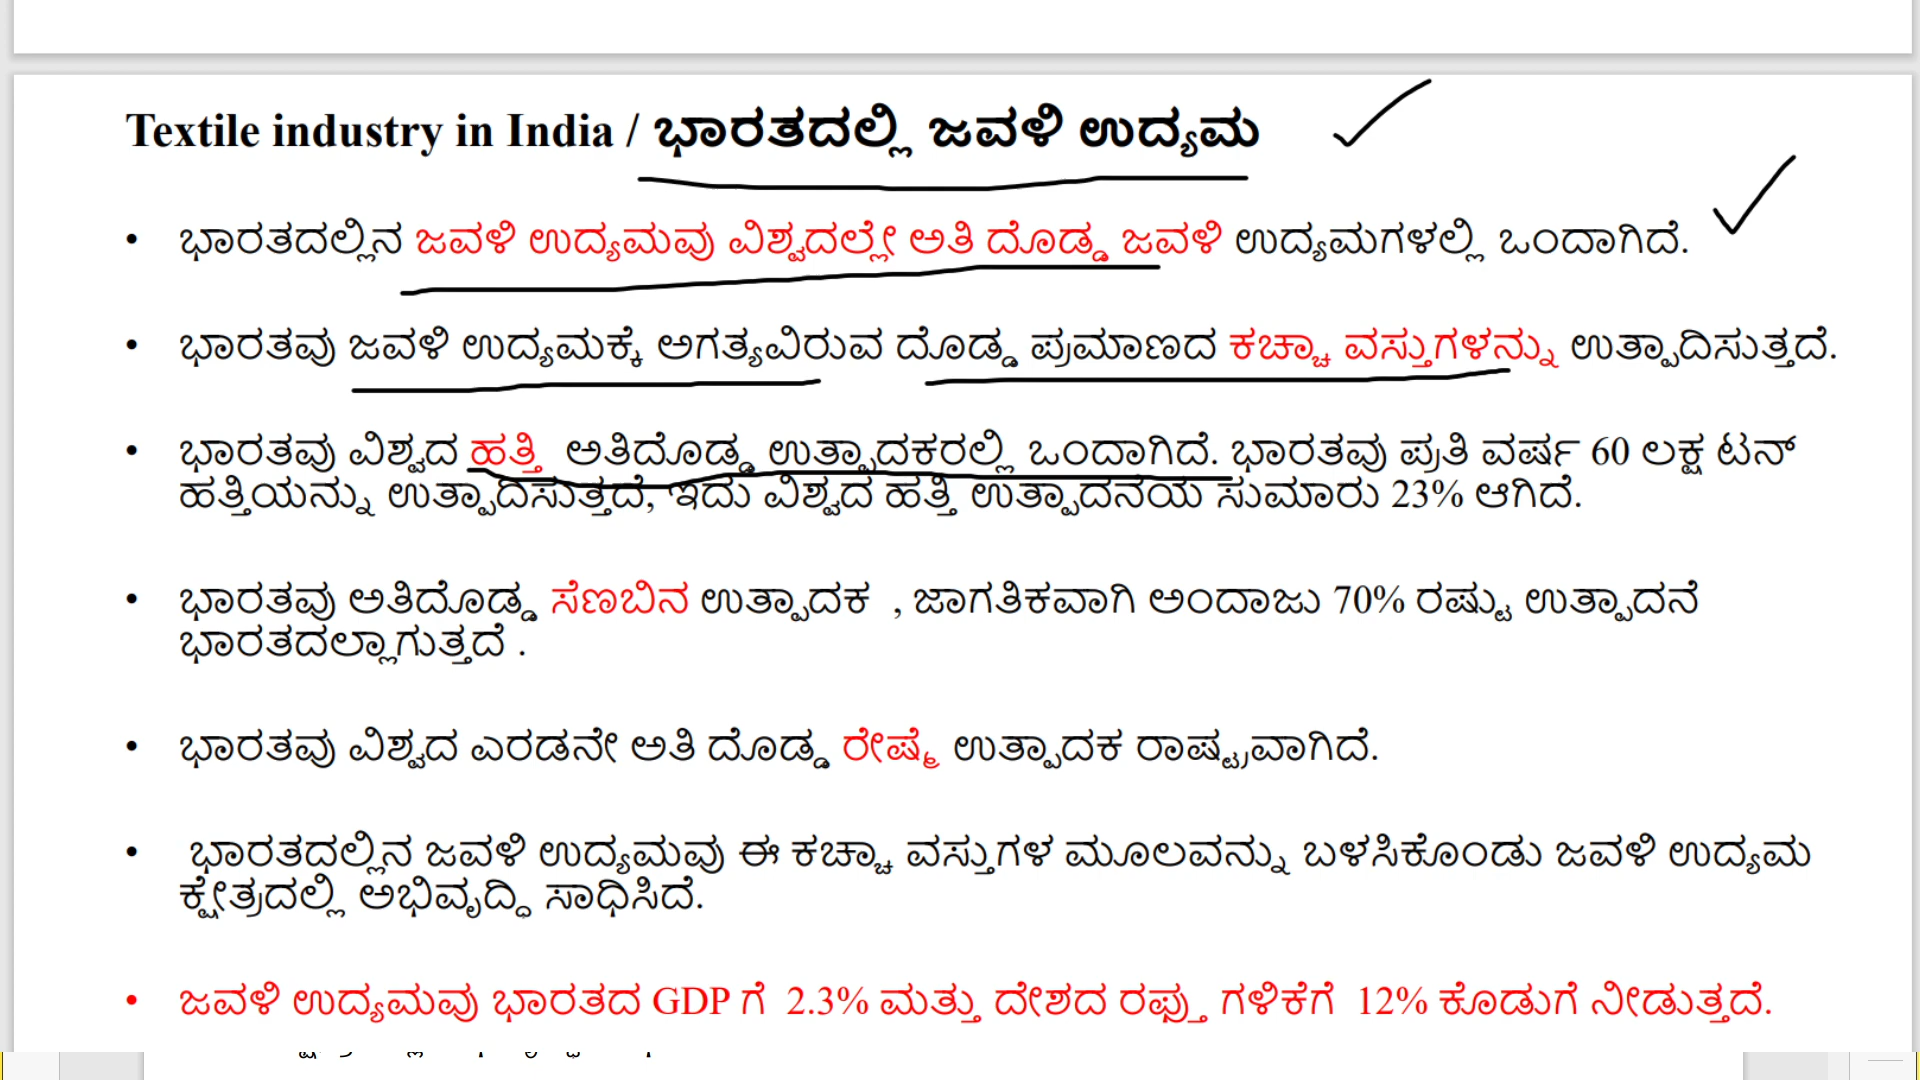 Textile industry in India / ಭಾರತದಲ್ಲಿ ಜವಳಿ ಉದ್ಯಮ
• ಭಾರತದಲ್ಲಿನ ಜವಳಿ ಉದ್ಯಮವು ವಿಶ್ವದಲ್ಲೇ ಅತಿ ದೊಡ್ಡ ಜವಳಿ ಉದ್ಯಮಗಳಲ್ಲಿ ಒಂದಾಗಿದೆ.
• ಭಾರತವು ಜವಳಿ ಉದ್ಯಮಕ್ಕೆ ಅಗತ್ಯವಿರುವ ದೊಡ್ಡ ಪ್ರಮಾಣದ ಕಚ್ಚಾ ವಸ್ತುಗಳನ್ನು ಉತ್ಪಾದಿಸುತ್ತದೆ.
• ಭಾರತವು ವಿಶ್ವದ ಹತ್ತಿ ಅತಿದೊಡ್ಡ ಉತ್ಪಾದಕರಲ್ಲಿ ಒಂದಾಗಿದೆ. ಭಾರತವು ಪ್ರತಿ ವರ್ಷ 60 ಲಕ್ಷ ಟನ್
ಹತ್ತಿಯನ್ನು ಉತ್ಪಾದಿಸುತ್ತದೆ, ಇದು ವಿಶ್ವದ ಹತ್ತಿ ಉತ್ಪಾದನೆಯ ಸುಮಾರು 23% ಆಗಿದೆ.
• ಭಾರತವು ಅತಿದೊಡ್ಡ ಸೆಣಬಿನ ಉತ್ಪಾದಕ , ಜಾಗತಿಕವಾಗಿ ಅಂದಾಜು 70% ರಷ್ಟು ಉತ್ಪಾದನೆ
ಭಾರತದಲ್ಲಾಗುತ್ತದೆ .
• ಭಾರತವು ವಿಶ್ವದ ಎರಡನೇ ಅತಿ ದೊಡ್ಡ ರೇಷ್ಮೆ ಉತ್ಪಾದಕ ರಾಷ್ಟ್ರವಾಗಿದೆ.
• ಭಾರತದಲ್ಲಿನ ಜವಳಿ ಉದ್ಯಮವು ಈ ಕಚ್ಚಾ ವಸ್ತುಗಳ ಮೂಲವನ್ನು ಬಳಸಿಕೊಂಡು ಜವಳಿ ಉದ್ಯಮ
ಕ್ಷೇತ್ರದಲ್ಲಿ ಅಭಿವೃದ್ಧಿ ಸಾಧಿಸಿದೆ.
• ಜವಳಿ ಉದ್ಯಮವು ಭಾರತದ GDP ಗೆ 2.3% ಮತ್ತು ದೇಶದ ರಫ್ತು ಗಳಿಕೆಗೆ 12% ಕೊಡುಗೆ ನೀಡುತ್ತದೆ.